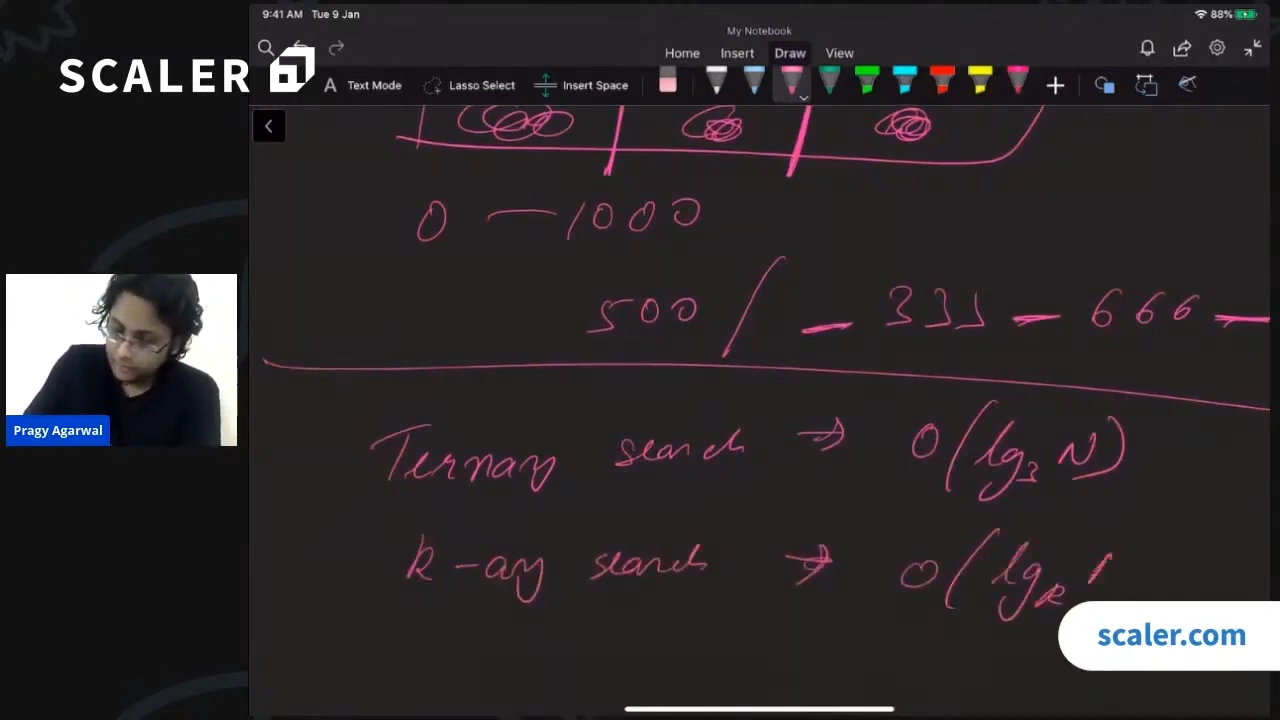 9:41 AM Tue 9 Jan
88%
My Notebook
Home Insert Draw View
SCALER
A Text Mode Lasso Select Insert Space
0 — 1000
500 / - 333 - 666 -
Ternary search → O(lg3 N)
Pragy Agarwal
k-ary search → O(lgk
scaler.com